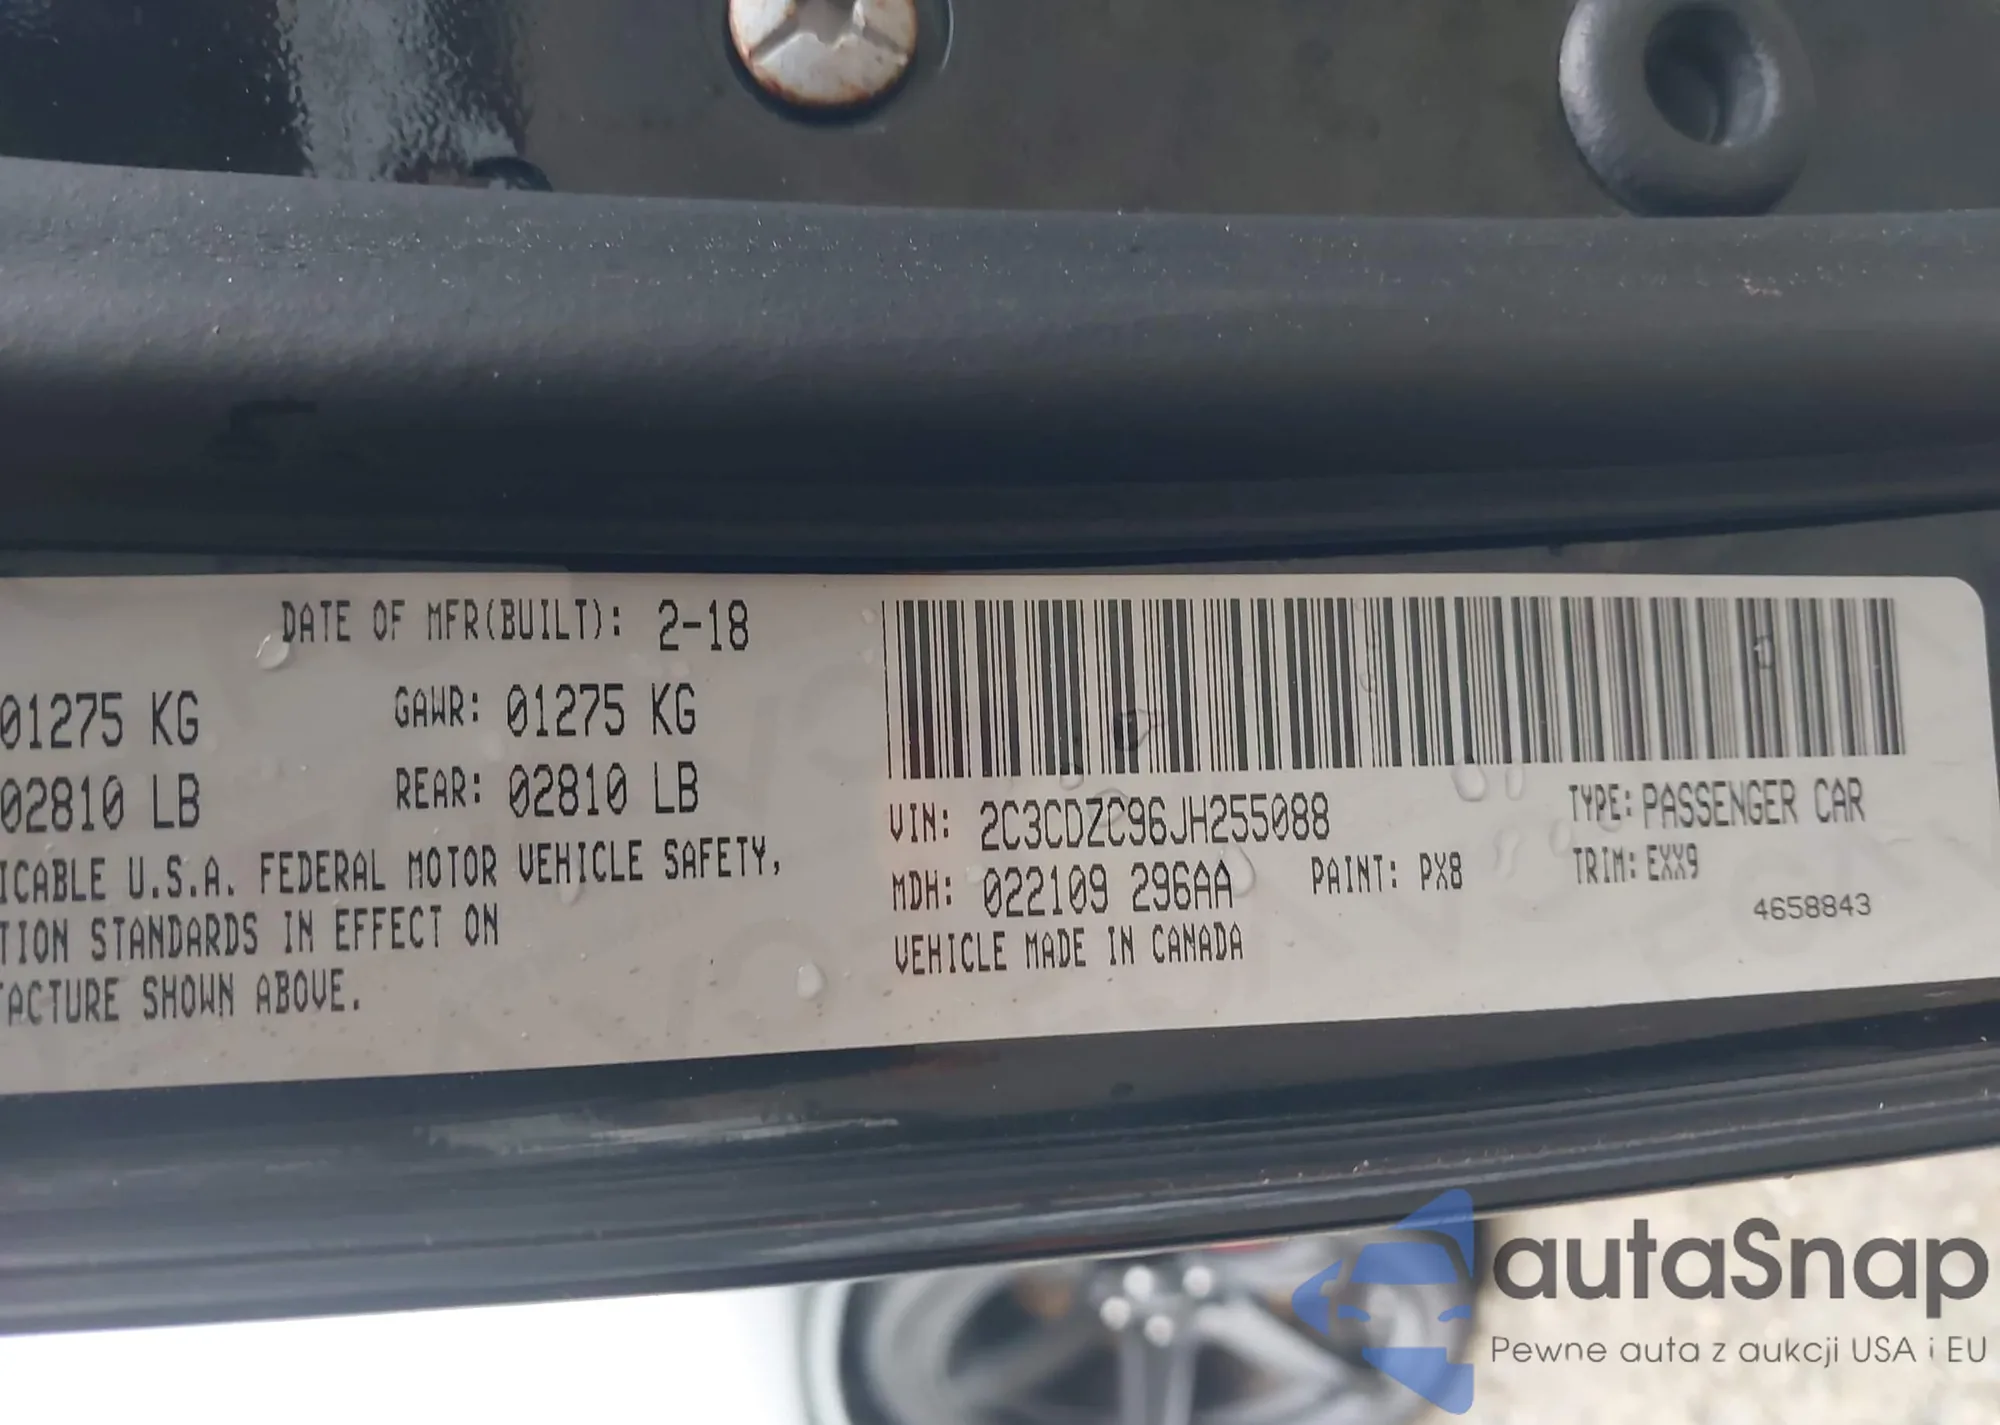 DATE OF MFR(BUILT): 2-18
01275 KG GAWR: 01275 KG
02810 LB REAR: 02810 LB
ICABLE U.S.A. FEDERAL MOTOR VEHICLE SAFETY,
TION STANDARDS IN EFFECT ON
FACTURE SHOWN ABOVE.
VIN: 2C3CDZC96JH255088 TYPE: PASSENGER CAR
MDH: 022109 296AA PAINT: PX8 TRIM: EXX9
VEHICLE MADE IN CANADA 4658843
autaSnap
Pewne auta z aukcji USA i EU